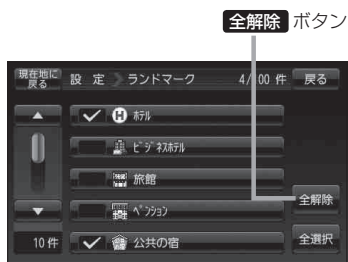 全解除 ボタン
現在地に戻る 設 定 ランドマーク 4/100 件 戻る
ホテル
ビジネスホテル
旅館
ペンション
全解除
10件 公共の宿 全選択